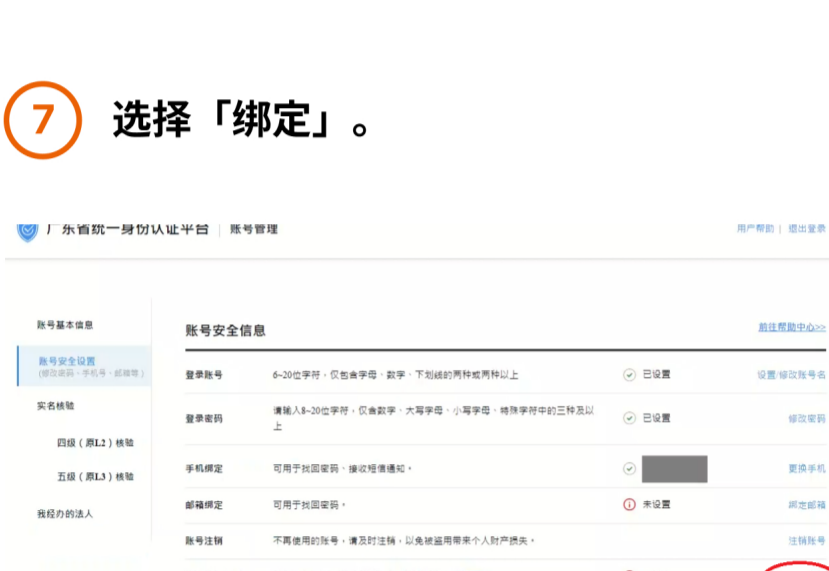 7 选择「绑定」。
广东省统一身份认证平台 账号管理 用户帮助 | 退出登录
账号基本信息
账号安全信息 前往帮助中心>>
账号安全设置
(修改密码、手机号、邮箱等)
登录账号 6~20位字符，仅包含字母、数字、下划线的两种或两种以上 已设置 设置/修改账号名
实名核验
登录密码 请输入8~20位字符，仅含数字、大写字母、小写字母、特殊字符中的三种及以上 已设置 修改密码
四级（原L2）核验
手机绑定 可用于找回密码、接收短信通知。 更换手机
五级（原L3）核验
邮箱绑定 可用于找回密码。 未设置 绑定邮箱
我经办的法人
账号注销 不再使用的账号，请及时注销，以免被盗用带来个人财产损失。 注销账号